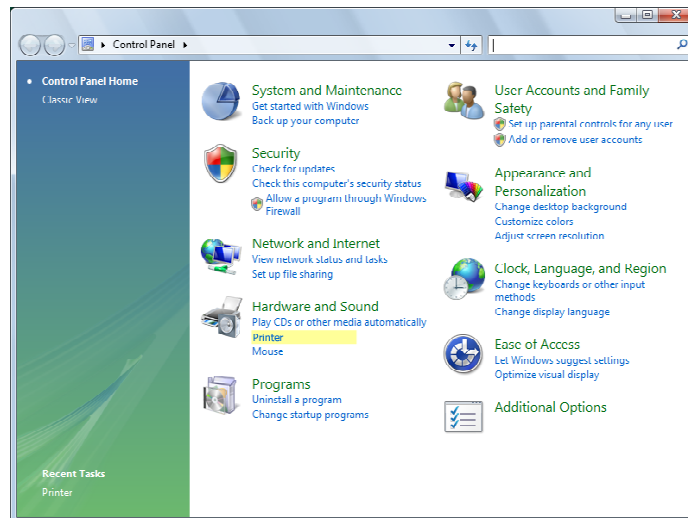 Control Panel
Control Panel Home
Classic View
System and Maintenance
Get started with Windows
Back up your computer
Security
Check for updates
Check this computer's security status
Allow a program through Windows
Firewall
Network and Internet
View network status and tasks
Set up file sharing
Hardware and Sound
Play CDs or other media automatically
Printer
Mouse
Programs
Uninstall a program
Change startup programs
User Accounts and Family
Safety
Set up parental controls for any user
Add or remove user accounts
Appearance and
Personalization
Change desktop background
Customize colors
Adjust screen resolution
Clock, Language, and Region
Change keyboards or other input
methods
Change display language
Ease of Access
Let Windows suggest settings
Optimize visual display
Additional Options
Recent Tasks
Printer